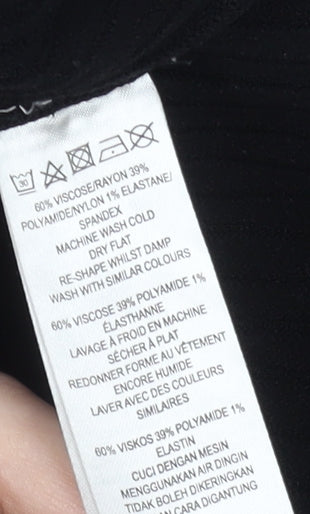 30
60% VISCOSE/RAYON 39%
POLYAMIDE/NYLON 1% ELASTANE/
SPANDEX
MACHINE WASH COLD
DRY FLAT
RE-SHAPE WHILST DAMP
WASH WITH SIMILAR COLOURS
60% VISCOSE 39% POLYAMIDE 1%
ÉLASTHANNE
LAVAGE À FROID EN MACHINE
SÉCHER À PLAT
REDONNER FORME AU VÊTEMENT
ENCORE HUMIDE
LAVER AVEC DES COULEURS
SIMILAIRES
60% VISKOS 39% POLYAMIDE 1%
ELASTIN
CUCI DENGAN MESIN
MENGGUNAKAN AIR DINGIN
TIDAK BOLEH DIKERINGKAN
CARA DIGANTUNG